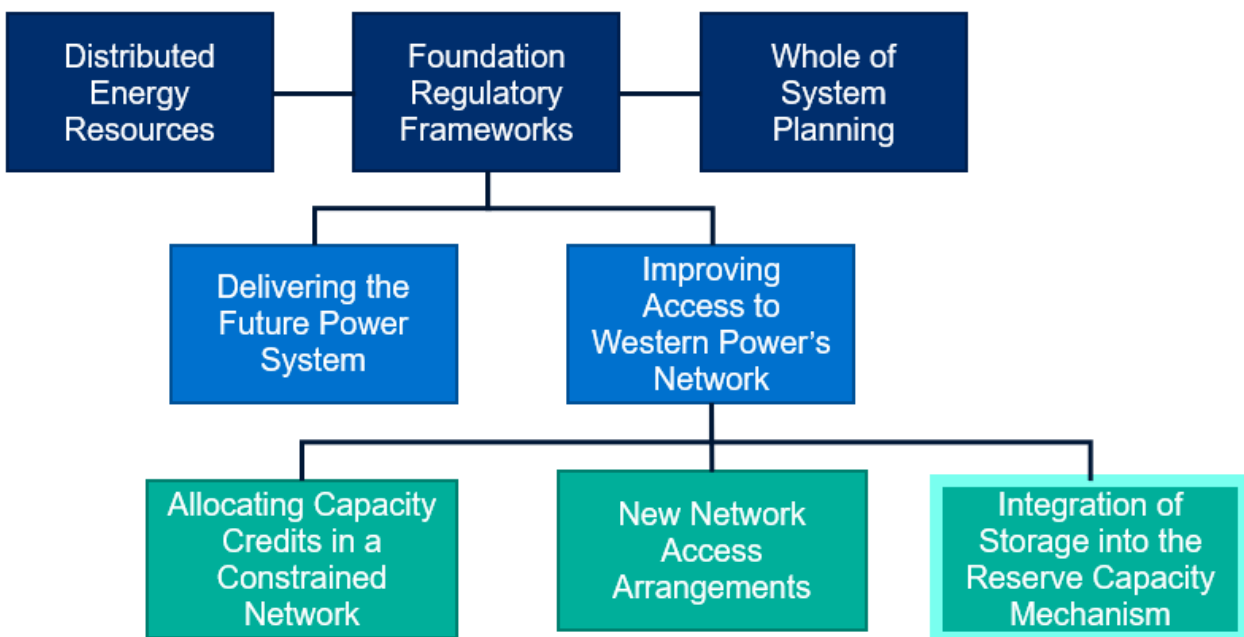 Distributed
Energy
Resources
Foundation
Regulatory
Frameworks
Whole of
System
Planning
Delivering the
Future Power
System
Improving
Access to
Western Power's
Network
Allocating Capacity
Credits in a
Constrained
Network
New Network
Access
Arrangements
Integration of
Storage into the
Reserve Capacity
Mechanism